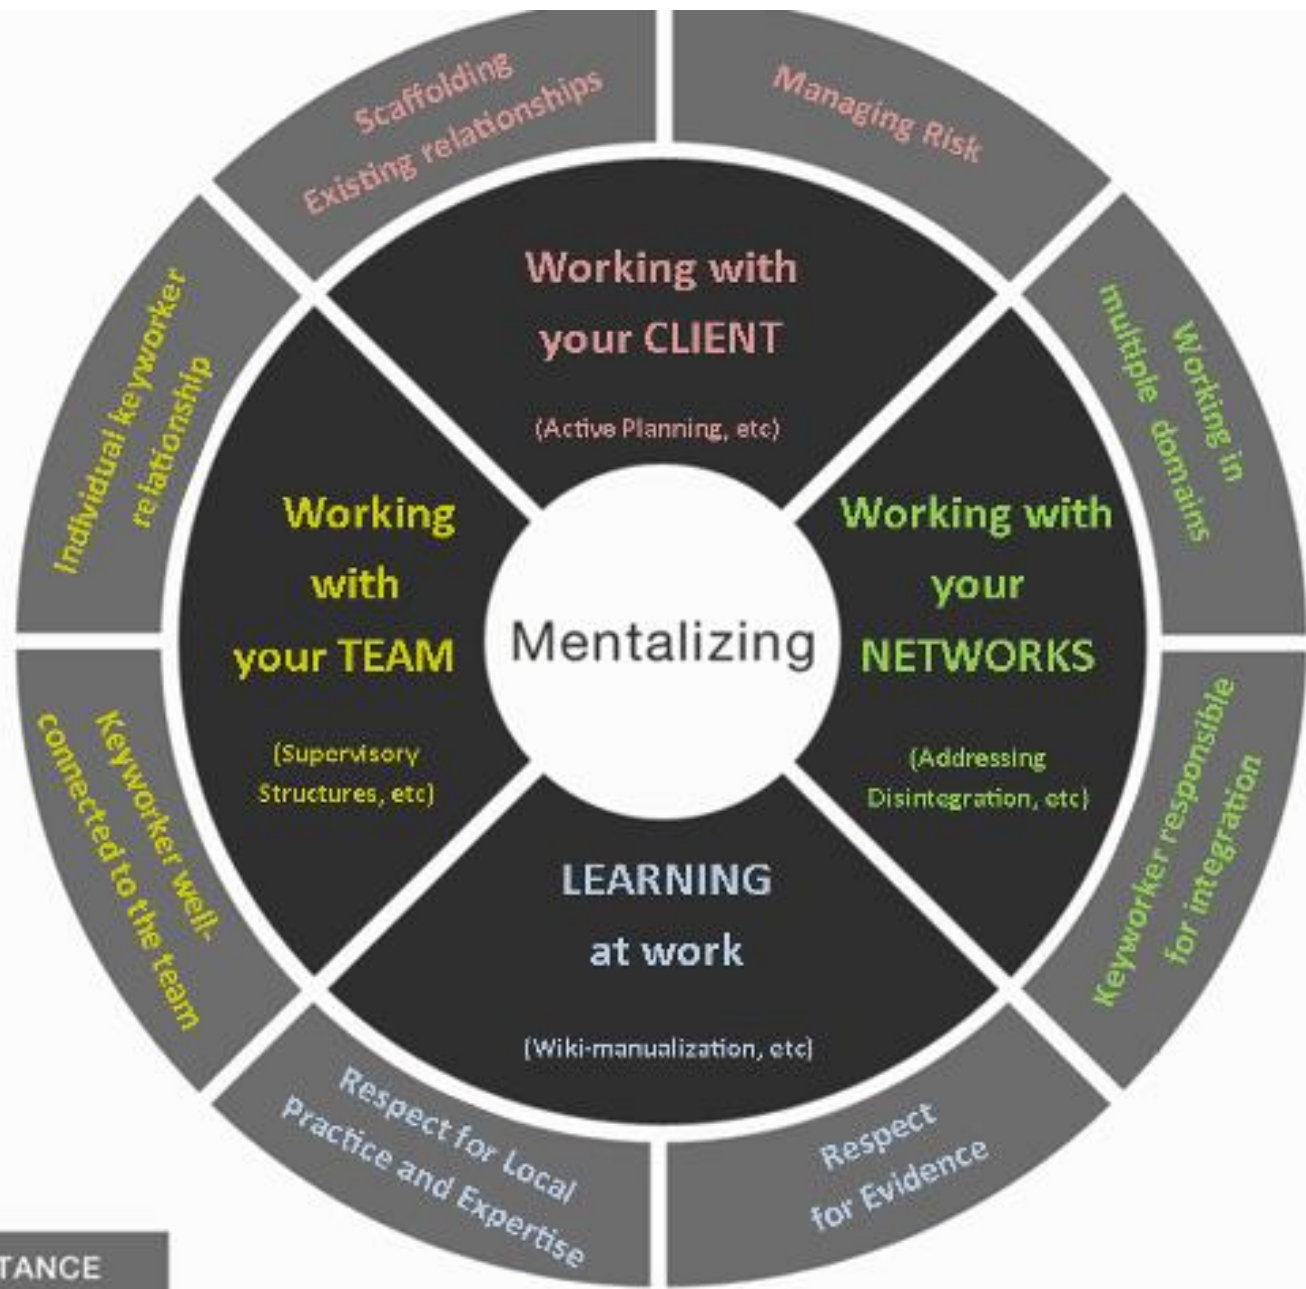 Scaffolding
Existing relationships
Managing Risk
Individual keyworker
relationship
Working with
your CLIENT
(Active Planning, etc)
Working in
multiple domains
Working
with
your TEAM
(Supervisory
Structures, etc)
Mentalizing
Working with
your
NETWORKS
(Addressing
Disintegration, etc)
Keyworker well-
connected to the team
LEARNING
at work
(Wiki-manualization, etc)
Keyworker responsible
for integration
Respect for Local
Practice and Expertise
Respect
for Evidence
TANCE